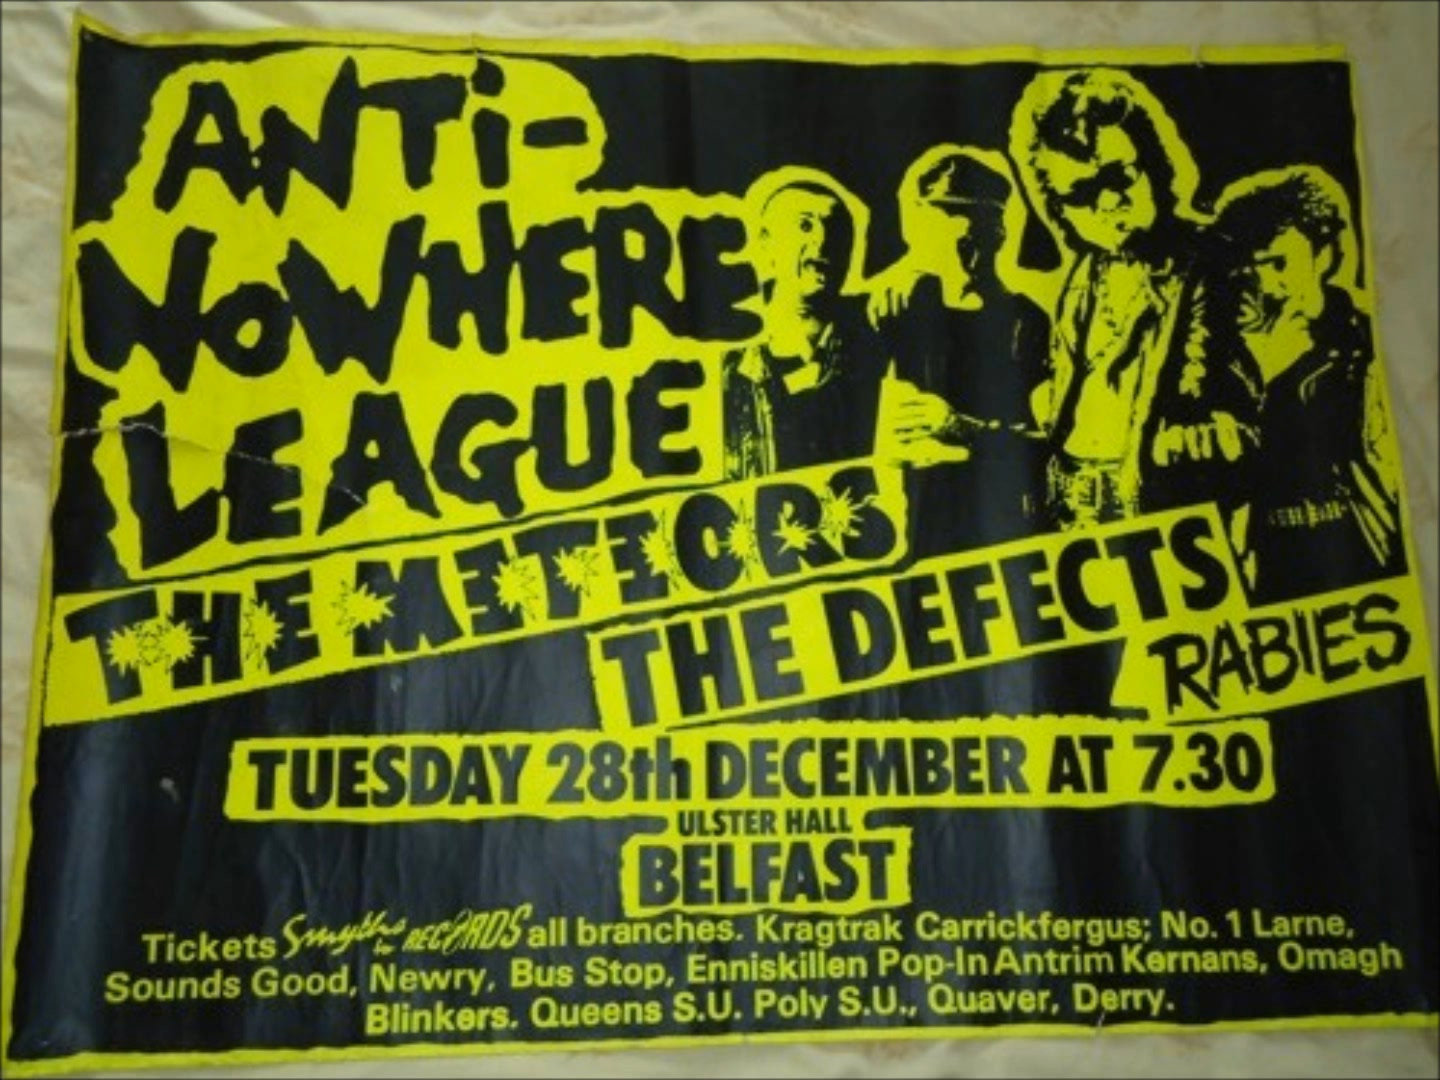 ANTi-
NOWHERE
LEAGUE
THE METEORS
THE DEFECTS
RABIES
TUESDAY 28th DECEMBER AT 7.30
ULSTER HALL
BELFAST
Tickets Smyths RECORDS all branches. Kragtrak Carrickfergus; No. 1 Larne,
Sounds Good, Newry, Bus Stop, Enniskillen Pop-In Antrim Kernans, Omagh
Blinkers. Queens S.U. Poly S.U., Quaver, Derry.